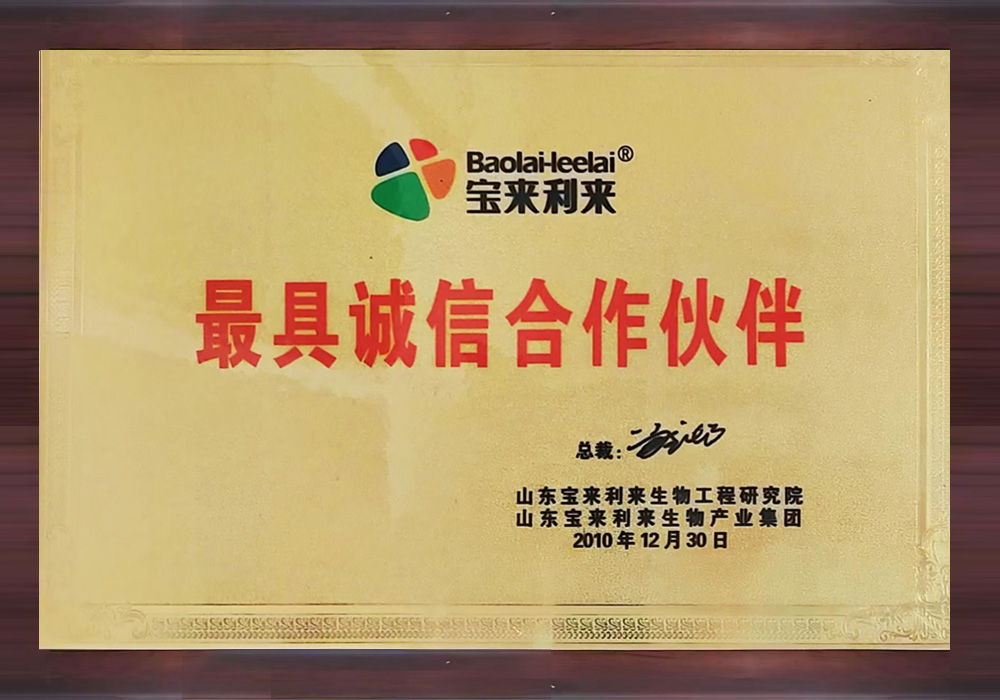 BaolaiLeelai®
宝来利来
最具诚信合作伙伴
总裁:
山东宝来利来生物工程研究院
山东宝来利来生物产业集团
2010年12月30日